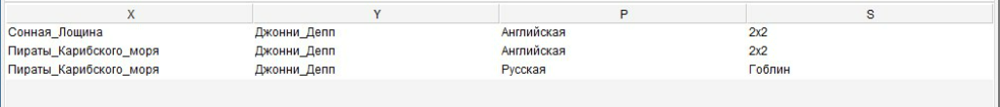 X Y P S
Сонная_Лощина Джонни_Депп Английская 2x2
Пираты_Карибского_моря Джонни_Депп Английская 2x2
Пираты_Карибского_моря Джонни_Депп Русская Гоблин